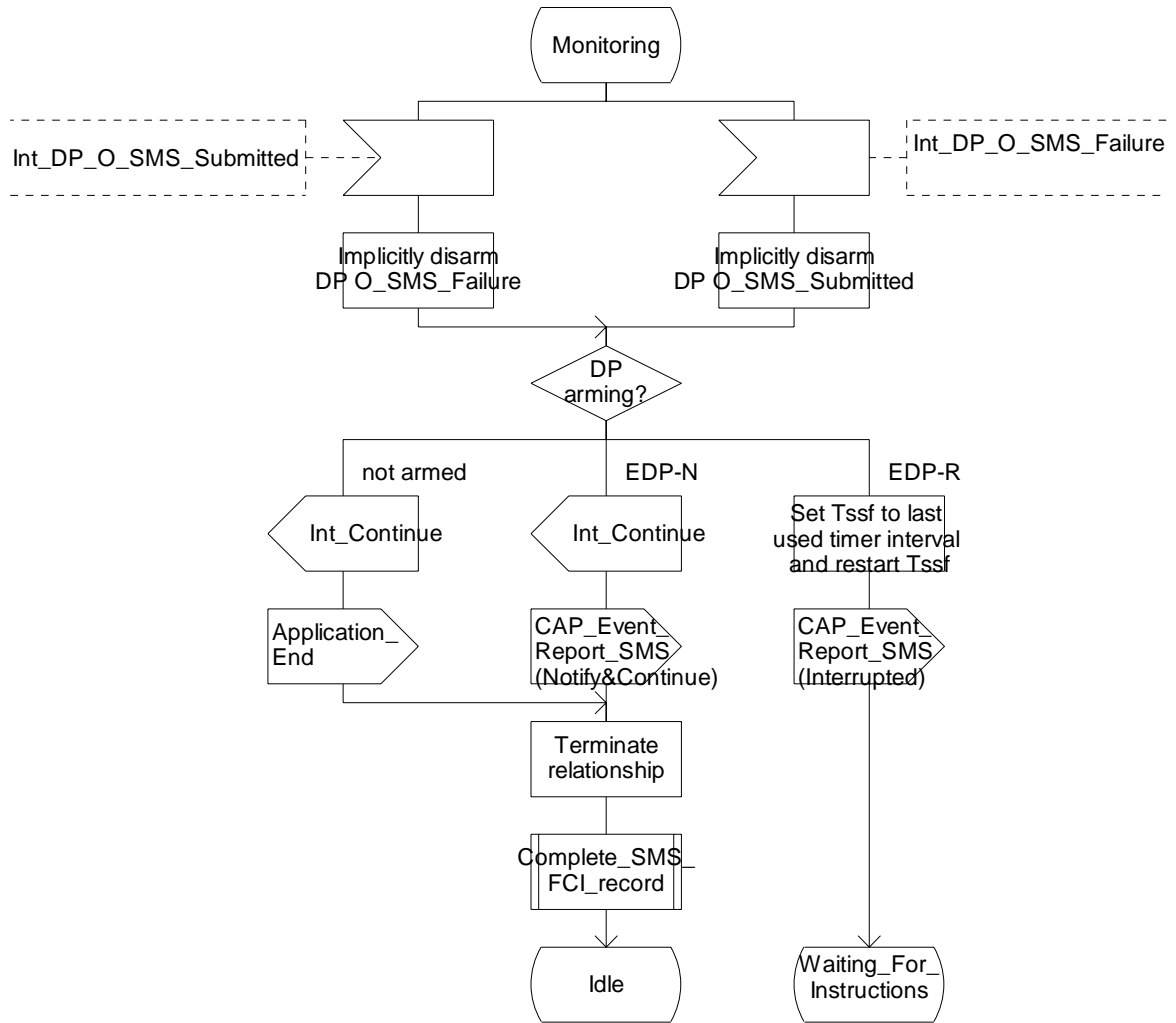 Monitoring
Int_DP_O_SMS_Submitted
Int_DP_O_SMS_Failure
Implicitly disarm
DP O_SMS_Failure
Implicitly disarm
DP O_SMS_Submitted
DP
arming?
not armed
EDP-N
EDP-R
Int_Continue
Int_Continue
Set Tssf to last
used timer interval
and restart Tssf
Application_
End
CAP_Event_
Report_SMS
(Notify&Continue)
CAP_Event_
Report_SMS
(Interrupted)
Terminate
relationship
Complete_SMS_
FCI_record
Idle
Waiting_For_
Instructions